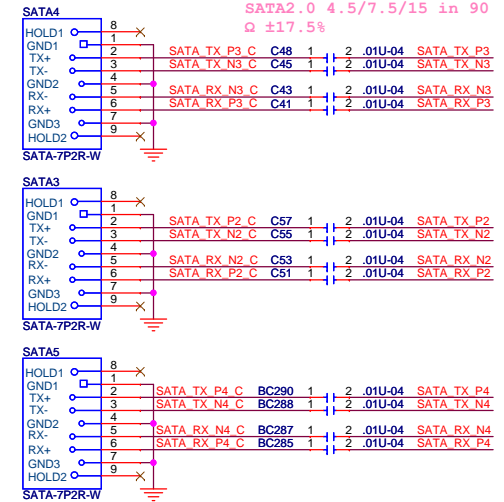 SATA2.0 4.5/7.5/15 in 90
Ω ±17.5%
SATA4
HOLD1 8
GND1 1
TX+ 2 SATA_TX_P3_C C48 1 2 .01U-04 SATA_TX_P3
TX- 3 SATA_TX_N3_C C45 1 2 .01U-04 SATA_TX_N3
GND2 4
RX- 5 SATA_RX_N3_C C43 1 2 .01U-04 SATA_RX_N3
RX+ 6 SATA_RX_P3_C C41 1 2 .01U-04 SATA_RX_P3
GND3 7
HOLD2 9
SATA-7P2R-W
SATA3
HOLD1 8
GND1 1
TX+ 2 SATA_TX_P2_C C57 1 2 .01U-04 SATA_TX_P2
TX- 3 SATA_TX_N2_C C55 1 2 .01U-04 SATA_TX_N2
GND2 4
RX- 5 SATA_RX_N2_C C53 1 2 .01U-04 SATA_RX_N2
RX+ 6 SATA_RX_P2_C C51 1 2 .01U-04 SATA_RX_P2
GND3 7
HOLD2 9
SATA-7P2R-W
SATA5
HOLD1 8
GND1 1
TX+ 2 SATA_TX_P4_C BC290 1 2 .01U-04 SATA_TX_P4
TX- 3 SATA_TX_N4_C BC288 1 2 .01U-04 SATA_TX_N4
GND2 4
RX- 5 SATA_RX_N4_C BC287 1 2 .01U-04 SATA_RX_N4
RX+ 6 SATA_RX_P4_C BC285 1 2 .01U-04 SATA_RX_P4
GND3 7
HOLD2 9
SATA-7P2R-W